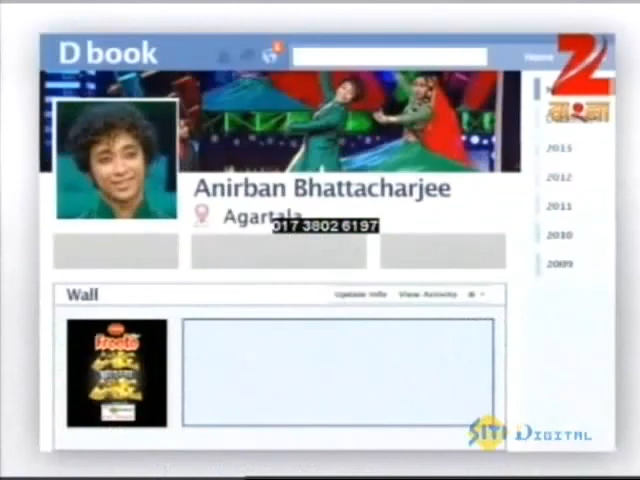 D book
Home
Z
বাংলা
Anirban Bhattacharjee
Agartala
017 3802 6197
2013
2012
2011
2010
2009
Wall
Update Info
View Activity
Frooto
SITI DIGITAL